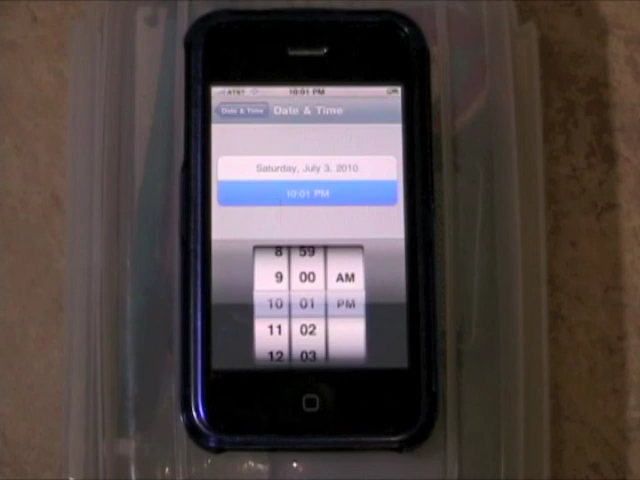 AT&T 10:01 PM
Date & Time Date & Time
Saturday, July 3, 2010
10:01 PM
8 59
9 00 AM
10 01 PM
11 02
12 03